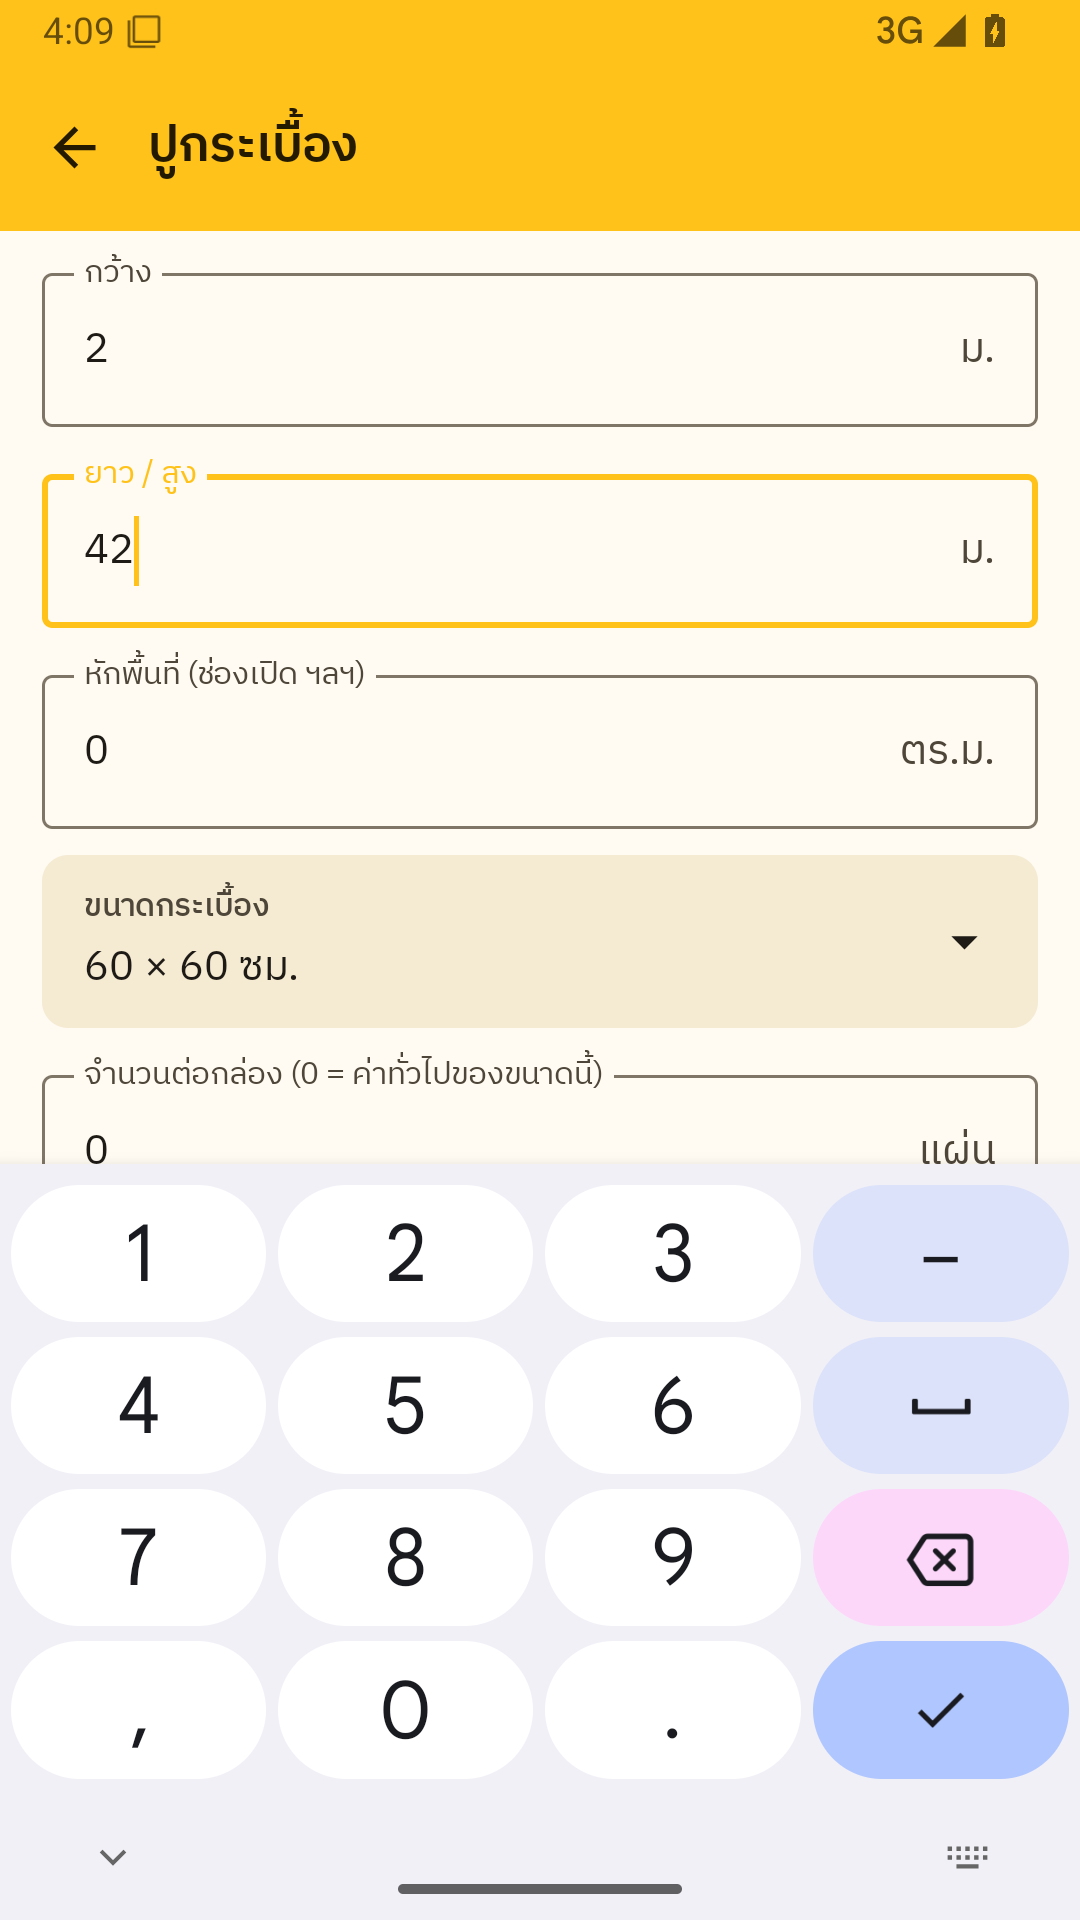 4:09
3G
ปูกระเบื้อง
กว้าง
2 ม.
ยาว / สูง
42 ม.
หักพื้นที่ (ช่องเปิด ฯลฯ)
0 ตร.ม.
ขนาดกระเบื้อง
60 × 60 ซม.
จำนวนต่อกล่อง (0 = ค่าทั่วไปของขนาดนี้)
0 แผ่น
1 2 3 –
4 5 6
7 8 9
, 0 .